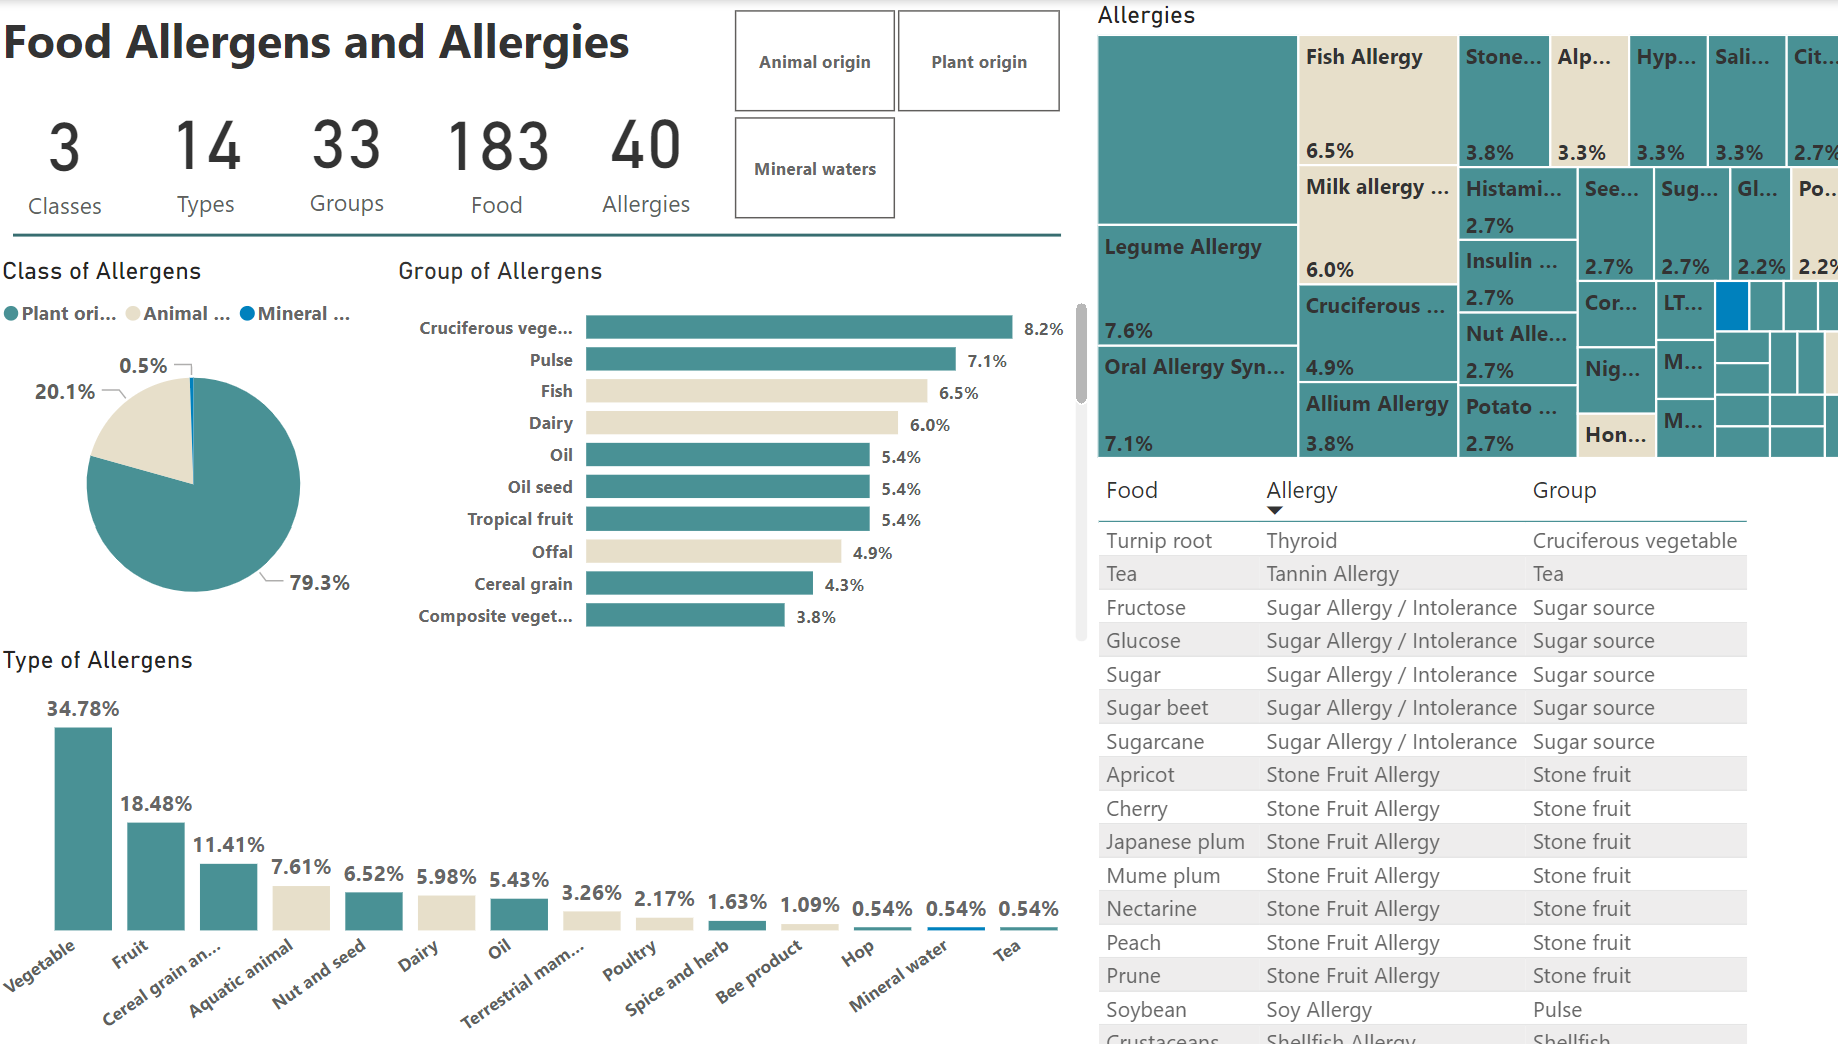 Food Allergens and Allergies
3
Classes
14
Types
33
Groups
183
Food
40
Allergies
Animal origin
Plant origin
Mineral waters
Class of Allergens
Plant ori...
Animal ...
Mineral ...
0.5%
20.1%
79.3%
Group of Allergens
Cruciferous vege... 8.2%
Pulse 7.1%
Fish 6.5%
Dairy 6.0%
Oil 5.4%
Oil seed 5.4%
Tropical fruit 5.4%
Offal 4.9%
Cereal grain 4.3%
Composite veget... 3.8%
Type of Allergens
34.78%
18.48%
11.41%
7.61%
6.52%
5.98%
5.43%
3.26%
2.17%
1.63%
1.09%
0.54%
0.54%
0.54%
Vegetable
Fruit
Cereal grain an...
Aquatic animal
Nut and seed
Dairy
Oil
Terrestrial mam...
Poultry
Spice and herb
Bee product
Hop
Mineral water
Tea
Allergies
Legume Allergy
7.6%
Oral Allergy Syn...
7.1%
Fish Allergy
6.5%
Milk allergy ...
6.0%
Cruciferous ...
4.9%
Allium Allergy
3.8%
Stone...
3.8%
Alp...
3.3%
Hyp...
3.3%
Sali...
3.3%
Cit...
2.7%
Histami...
2.7%
Insulin ...
2.7%
Nut Alle...
2.7%
Potato ...
2.7%
See...
2.7%
Sug...
2.7%
Gl...
2.2%
Po...
2.2%
Cor...
Nig...
Hon...
LT...
M...
M...
Food Allergy Group
Turnip root Thyroid Cruciferous vegetable
Tea Tannin Allergy Tea
Fructose Sugar Allergy / Intolerance Sugar source
Glucose Sugar Allergy / Intolerance Sugar source
Sugar Sugar Allergy / Intolerance Sugar source
Sugar beet Sugar Allergy / Intolerance Sugar source
Sugarcane Sugar Allergy / Intolerance Sugar source
Apricot Stone Fruit Allergy Stone fruit
Cherry Stone Fruit Allergy Stone fruit
Japanese plum Stone Fruit Allergy Stone fruit
Mume plum Stone Fruit Allergy Stone fruit
Nectarine Stone Fruit Allergy Stone fruit
Peach Stone Fruit Allergy Stone fruit
Prune Stone Fruit Allergy Stone fruit
Soybean Soy Allergy Pulse
Crustaceans Shellfish Allergy Shellfish